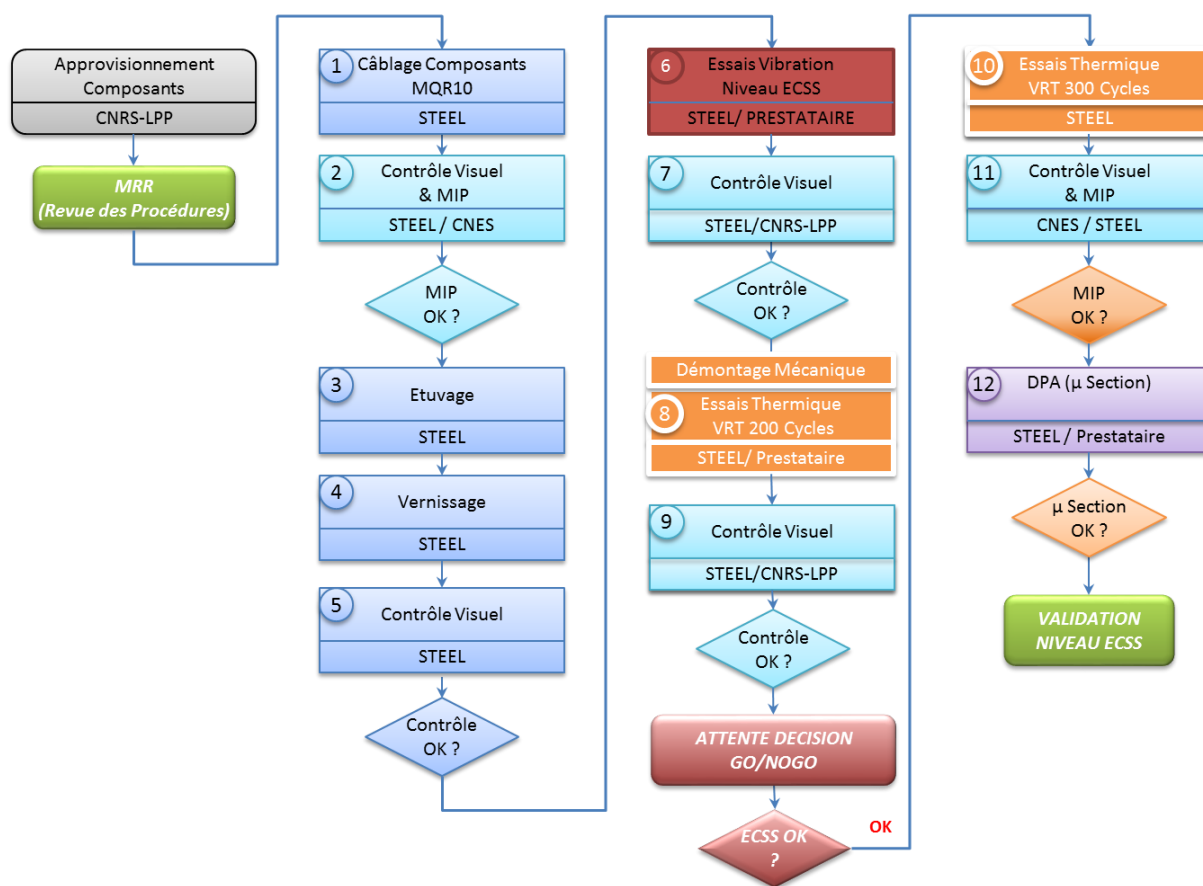 Approvisionnement
Composants
CNRS-LPP
MRR
(Revue des Procédures)
1
Câblage Composants
MQR10
STEEL
2
Contrôle Visuel
& MIP
STEEL / CNES
MIP
OK ?
3
Etuvage
STEEL
4
Vernissage
STEEL
5
Contrôle Visuel
STEEL
Contrôle
OK ?
6
Essais Vibration
Niveau ECSS
STEEL/ PRESTATAIRE
7
Contrôle Visuel
STEEL/CNRS-LPP
Contrôle
OK ?
Démontage Mécanique
8
Essais Thermique
VRT 200 Cycles
STEEL/ Prestataire
9
Contrôle Visuel
STEEL/CNRS-LPP
Contrôle
OK ?
ATTENTE DECISION
GO/NOGO
ECSS OK
?
OK
10
Essais Thermique
VRT 300 Cycles
STEEL
11
Contrôle Visuel
& MIP
CNES / STEEL
MIP
OK ?
12
DPA (µ Section)
STEEL / Prestataire
µ Section
OK ?
VALIDATION
NIVEAU ECSS